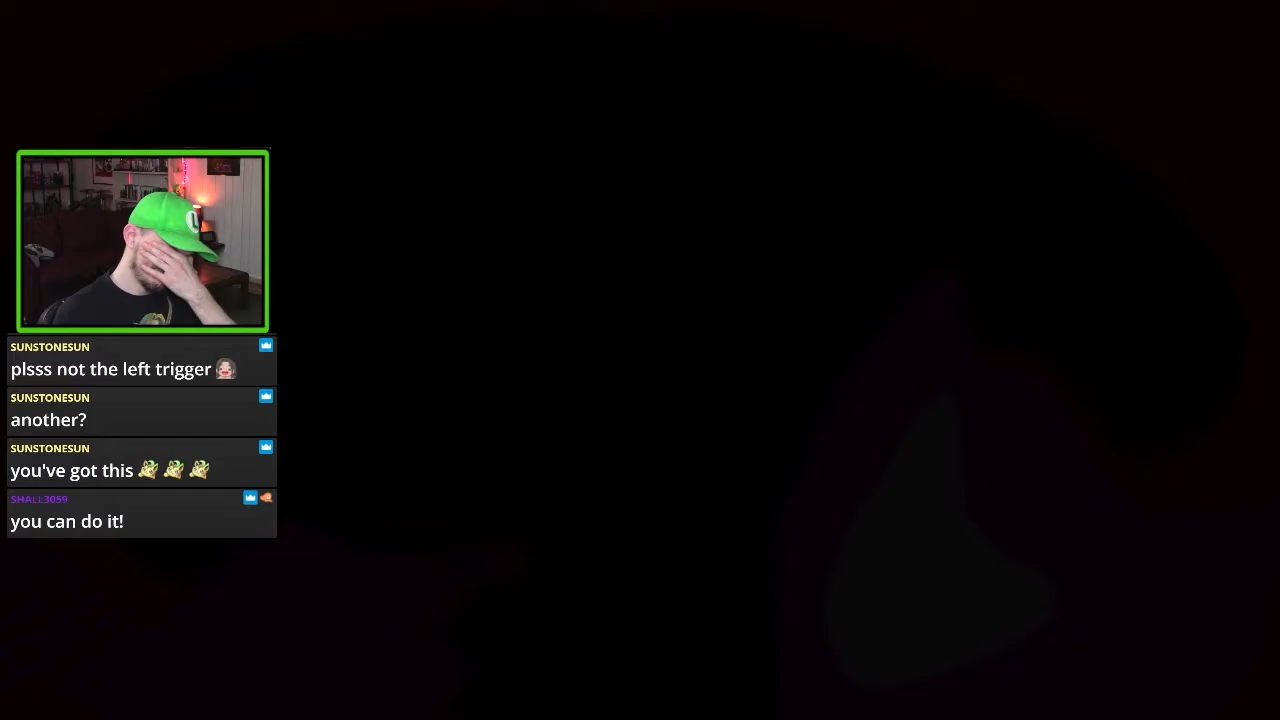 SUNSTONESUN
plsss not the left trigger
SUNSTONESUN
another?
SUNSTONESUN
you've got this
SHALL3059
you can do it!